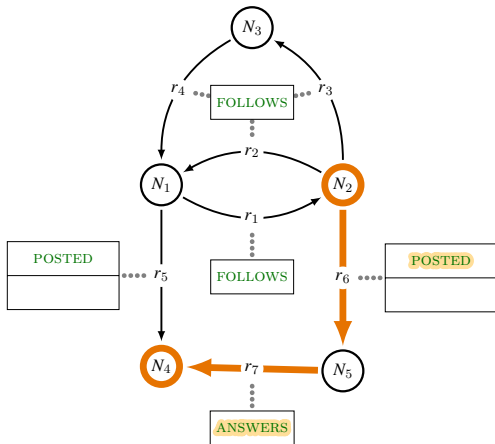 N3
r4
r3
FOLLOWS
r2
N1
N2
r1
POSTED
FOLLOWS
POSTED
r5
r6
N4
r7
N5
ANSWERS